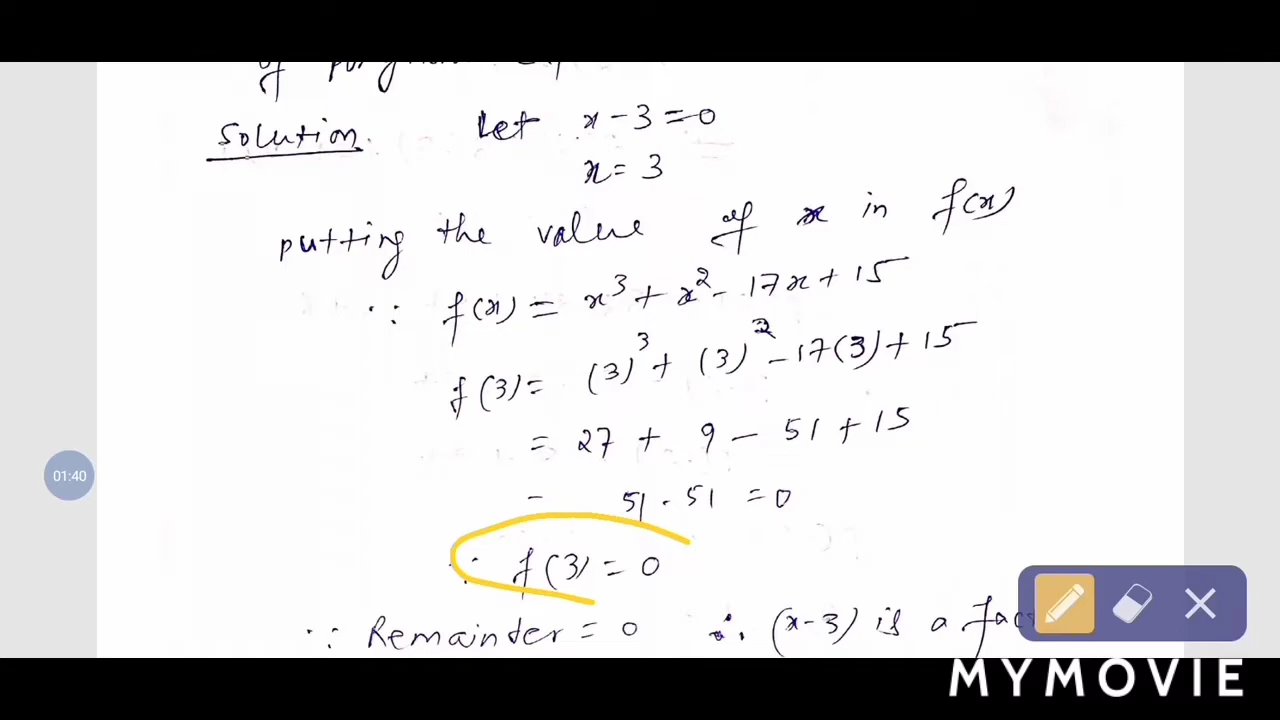 of
Solution. Let x - 3 = 0
x = 3
putting the value of x in f(x)
∵ f(x) = x³ + x² - 17x + 15
f(3) = (3)³ + (3)² - 17(3) + 15
= 27 + 9 - 51 + 15
= 51 - 51 = 0
∵ f(3) = 0
01:40
∵ Remainder = 0 ∴ (x-3) is a fact
MYMOVIE